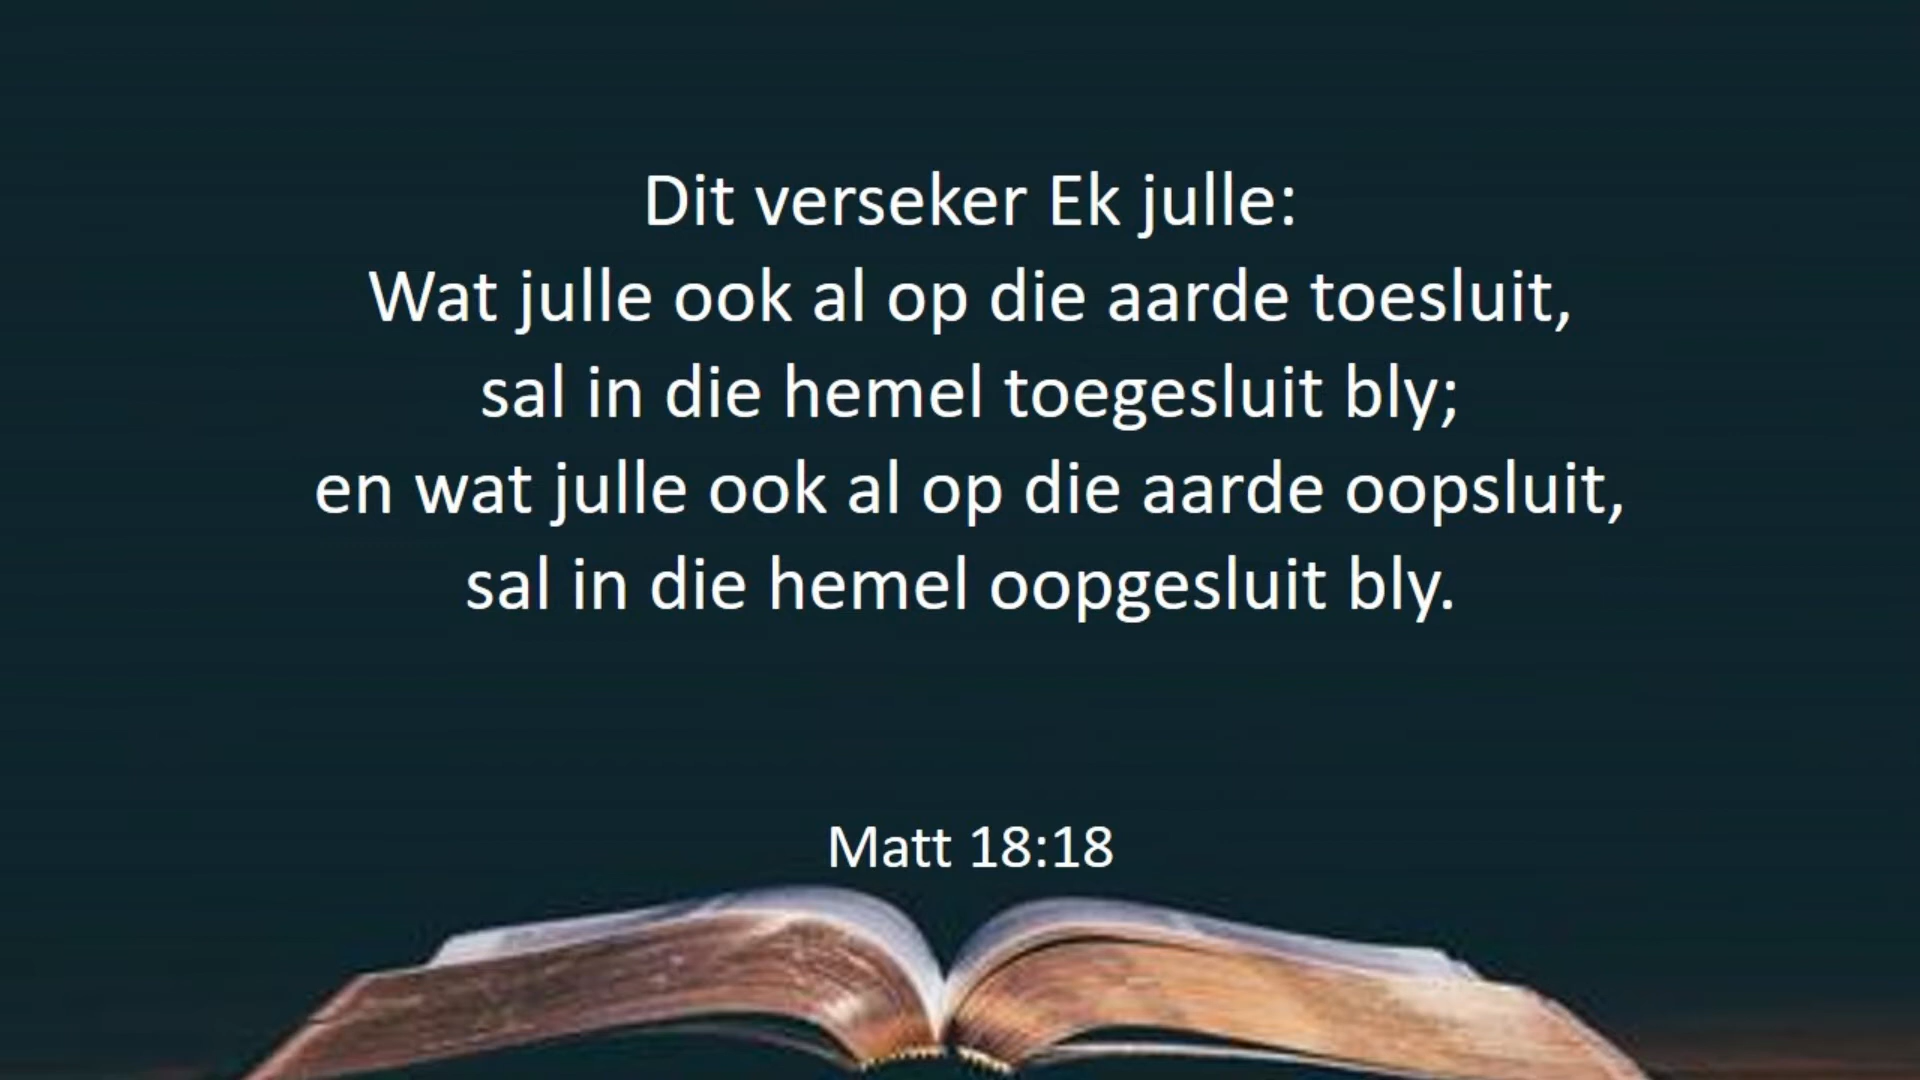 Dit verseker Ek julle:
Wat julle ook al op die aarde toesluit,
sal in die hemel toegesluit bly;
en wat julle ook al op die aarde oopsluit,
sal in die hemel oopgesluit bly.
Matt 18:18